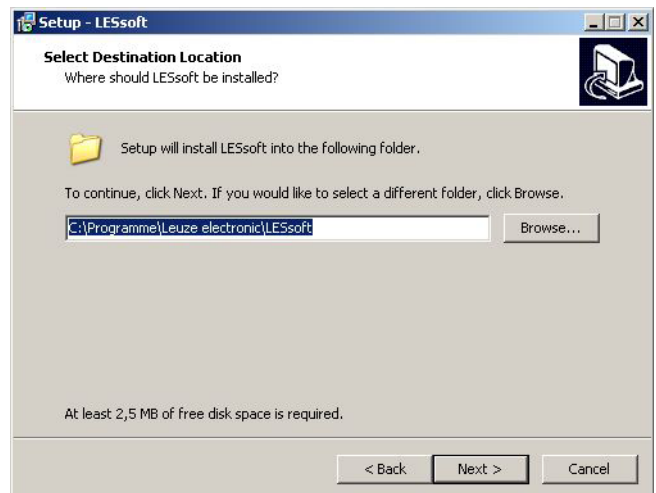 Setup - LESsoft
Select Destination Location
Where should LESsoft be installed?
Setup will install LESsoft into the following folder.
To continue, click Next. If you would like to select a different folder, click Browse.
C:\Programme\Leuze electronic\LESsoft Browse...
At least 2,5 MB of free disk space is required.
< Back Next > Cancel